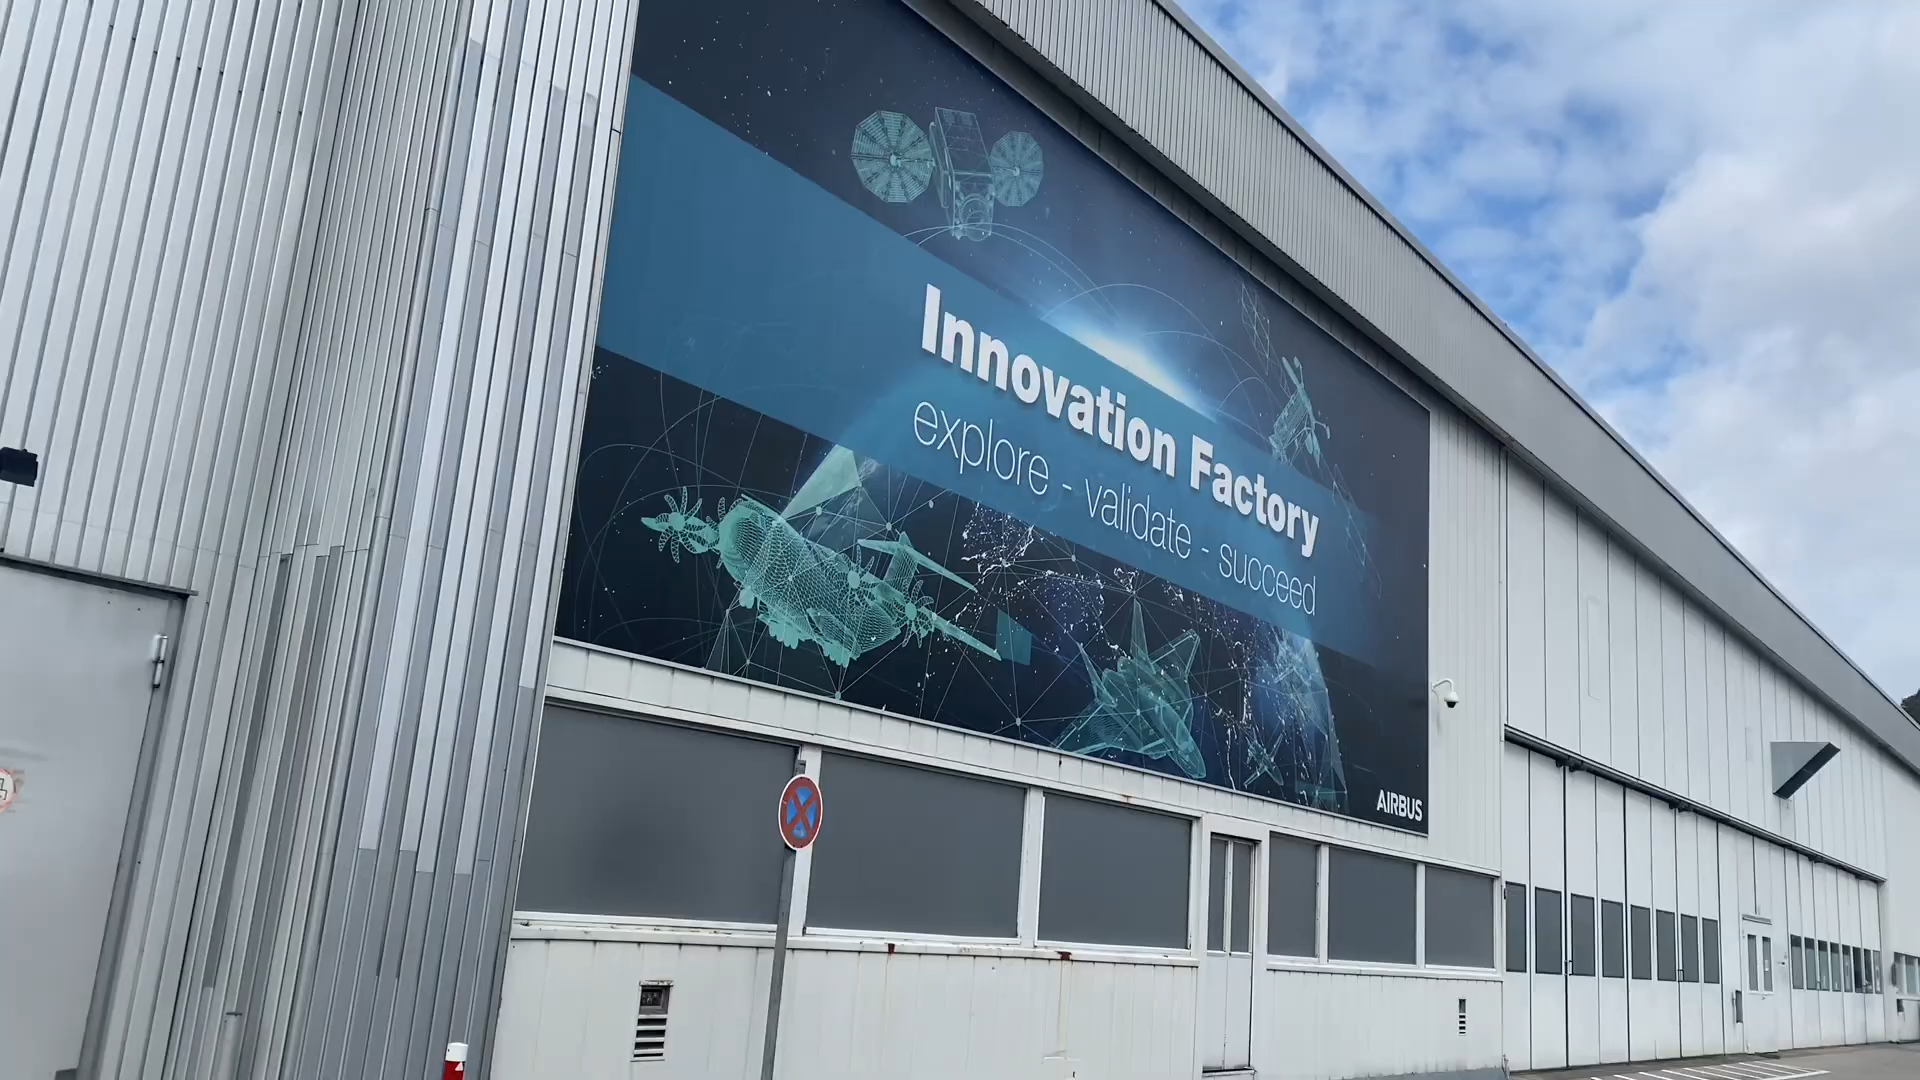 Innovation Factory
explore - validate - succeed
AIRBUS